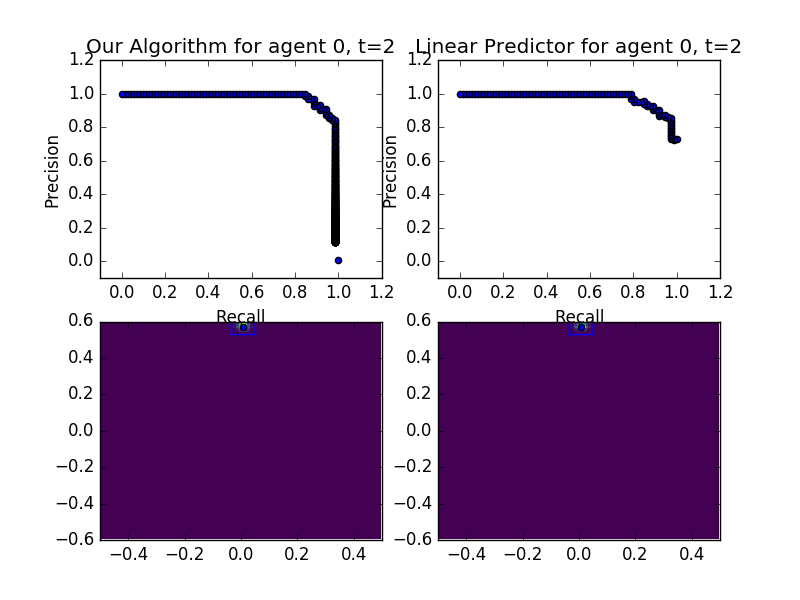 Our Algorithm for agent 0, t=2
Linear Predictor for agent 0, t=2
1.2
1.0
0.8
0.6
0.4
0.2
0.0
Precision
0.0 0.2 0.4 0.6 0.8 1.0 1.2
Recall
1.2
1.0
0.8
0.6
0.4
0.2
0.0
Precision
0.0 0.2 0.4 0.6 0.8 1.0 1.2
Recall
0.6
0.4
0.2
0.0
−0.2
−0.4
−0.6
−0.4 −0.2 0.0 0.2 0.4
0.6
0.4
0.2
0.0
−0.2
−0.4
−0.6
−0.4 −0.2 0.0 0.2 0.4